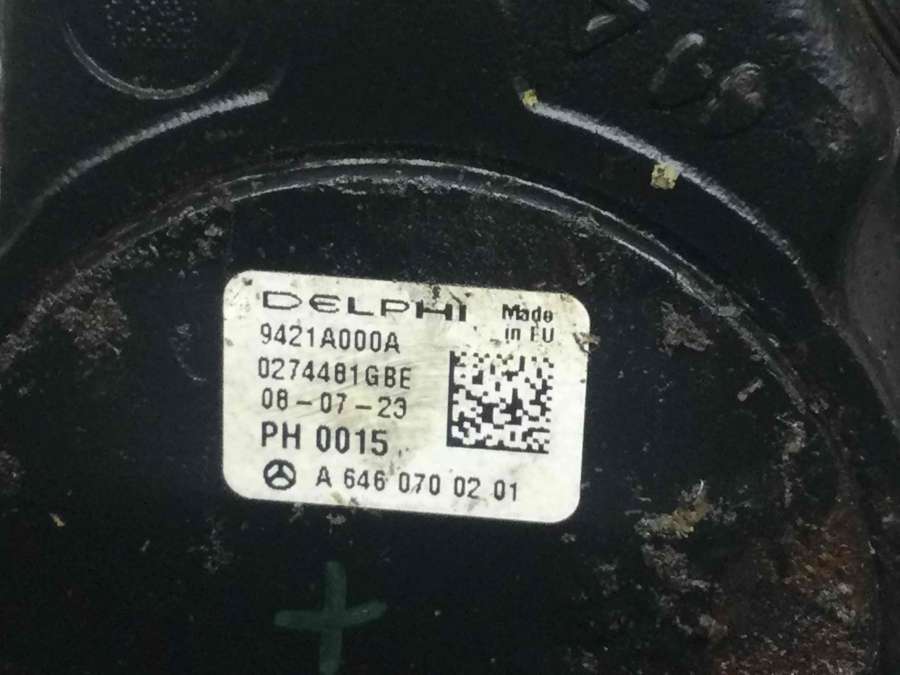 DELPHI
Made
in EU
9421A000A
0274481GBE
08-07-23
PH 0015
A 646 070 02 01